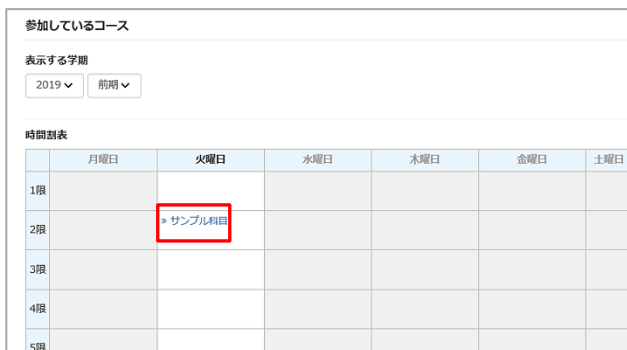 参加しているコース
表示する学期
2019 前期
時間割表
月曜日 火曜日 水曜日 木曜日 金曜日 土曜日
1限
2限 » サンプル科目
3限
4限
5限